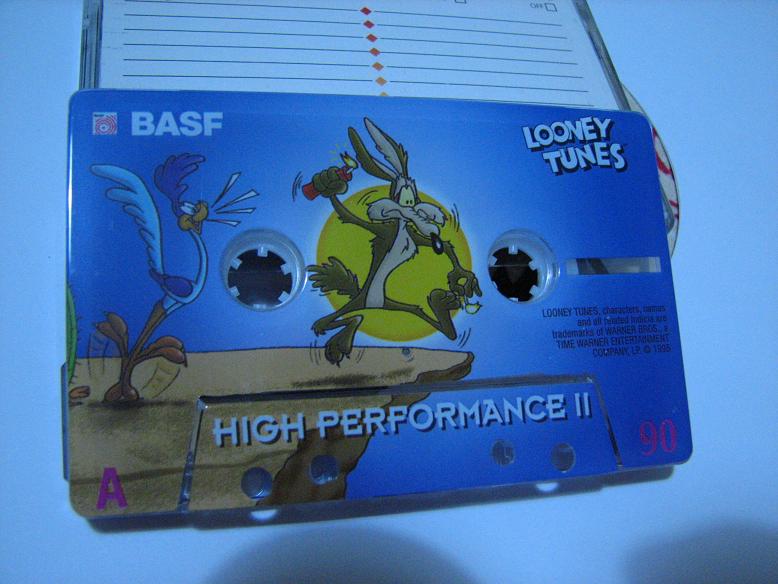 OFF
BASF
LOONEY
TUNES
LOONEY TUNES, characters, names
and all related indicia are
trademarks of WARNER BROS., a
TIME WARNER ENTERTAINMENT
COMPANY, LP. © 1995
HIGH PERFORMANCE II
90
A